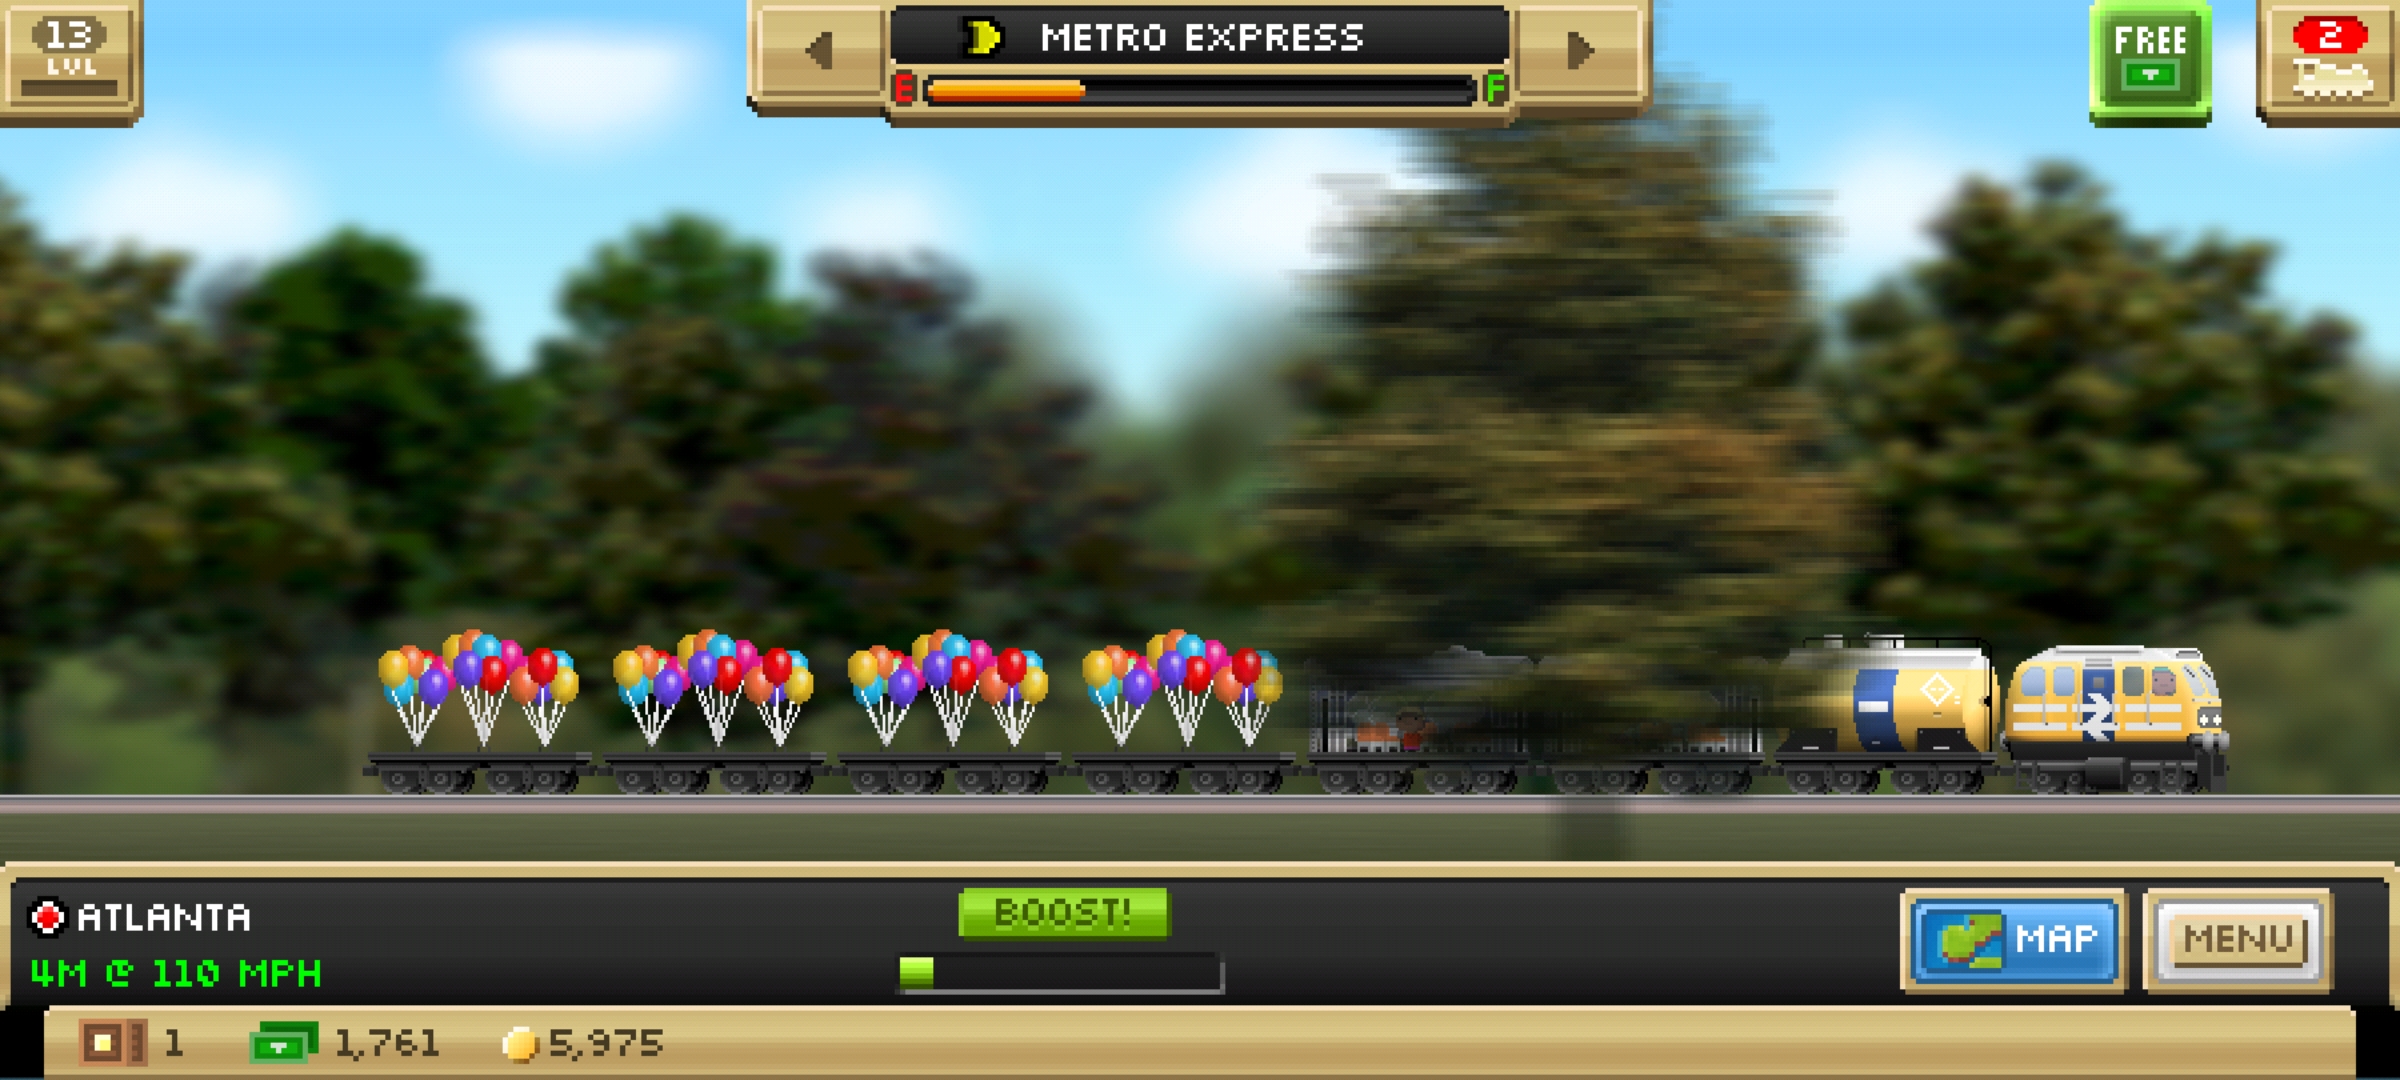 13
LVL
METRO EXPRESS
E
F
FREE
2
ATLANTA
4M @ 110 MPH
BOOST!
MAP
MENU
1
1,761
5,975